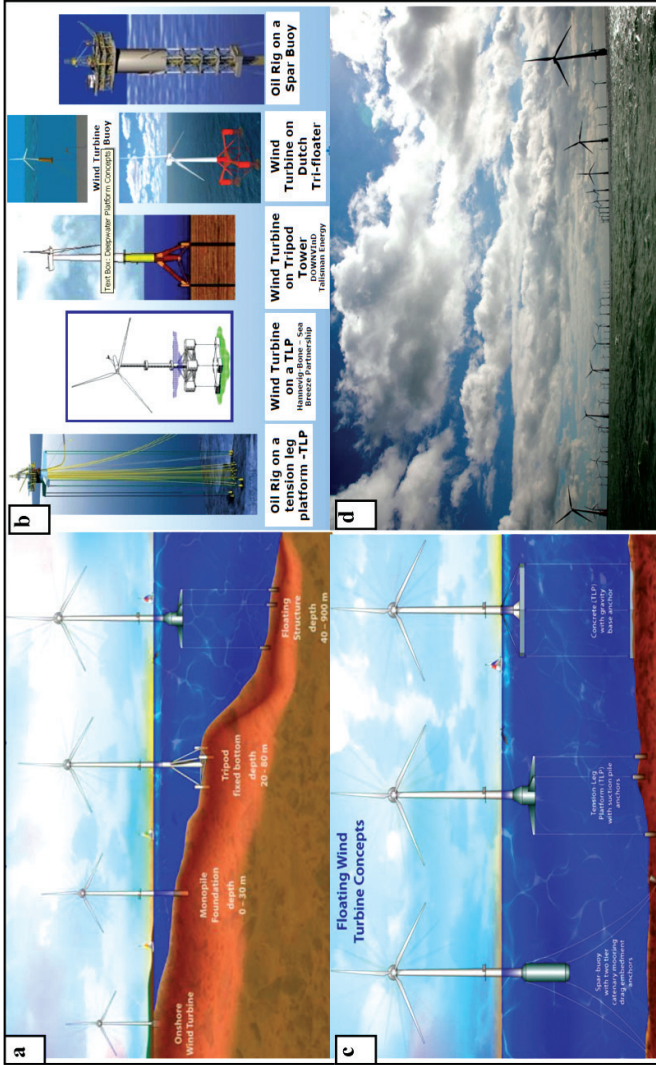 a
Onshore
Wind Turbine
Monopile
Foundation
depth
0 – 30 m
Tripod
fixed bottom
depth
20 - 80 m
Floating
Structure
depth
40 – 900 m
b
Oil Rig on a
tension leg
platform -TLP
Wind Turbine
on a TLP
Hannevig-Bone – Sea
Breeze Partnership
Wind Turbine
on Tripod
Tower
DOWNVInD
Talisman Energy
Wind Turbine
Buoy
Text Box: Deepwater Platform Concepts
Wind
Turbine on
Dutch
Tri-floater
Oil Rig on a
Spar Buoy
c
Floating Wind
Turbine Concepts
Spar-buoy
with two tier
catenary mooring
drag embedment
anchors
Tension Leg
Platform (TLP)
with suction pile
anchors
Concrete (TLP)
with gravity
base anchor
d